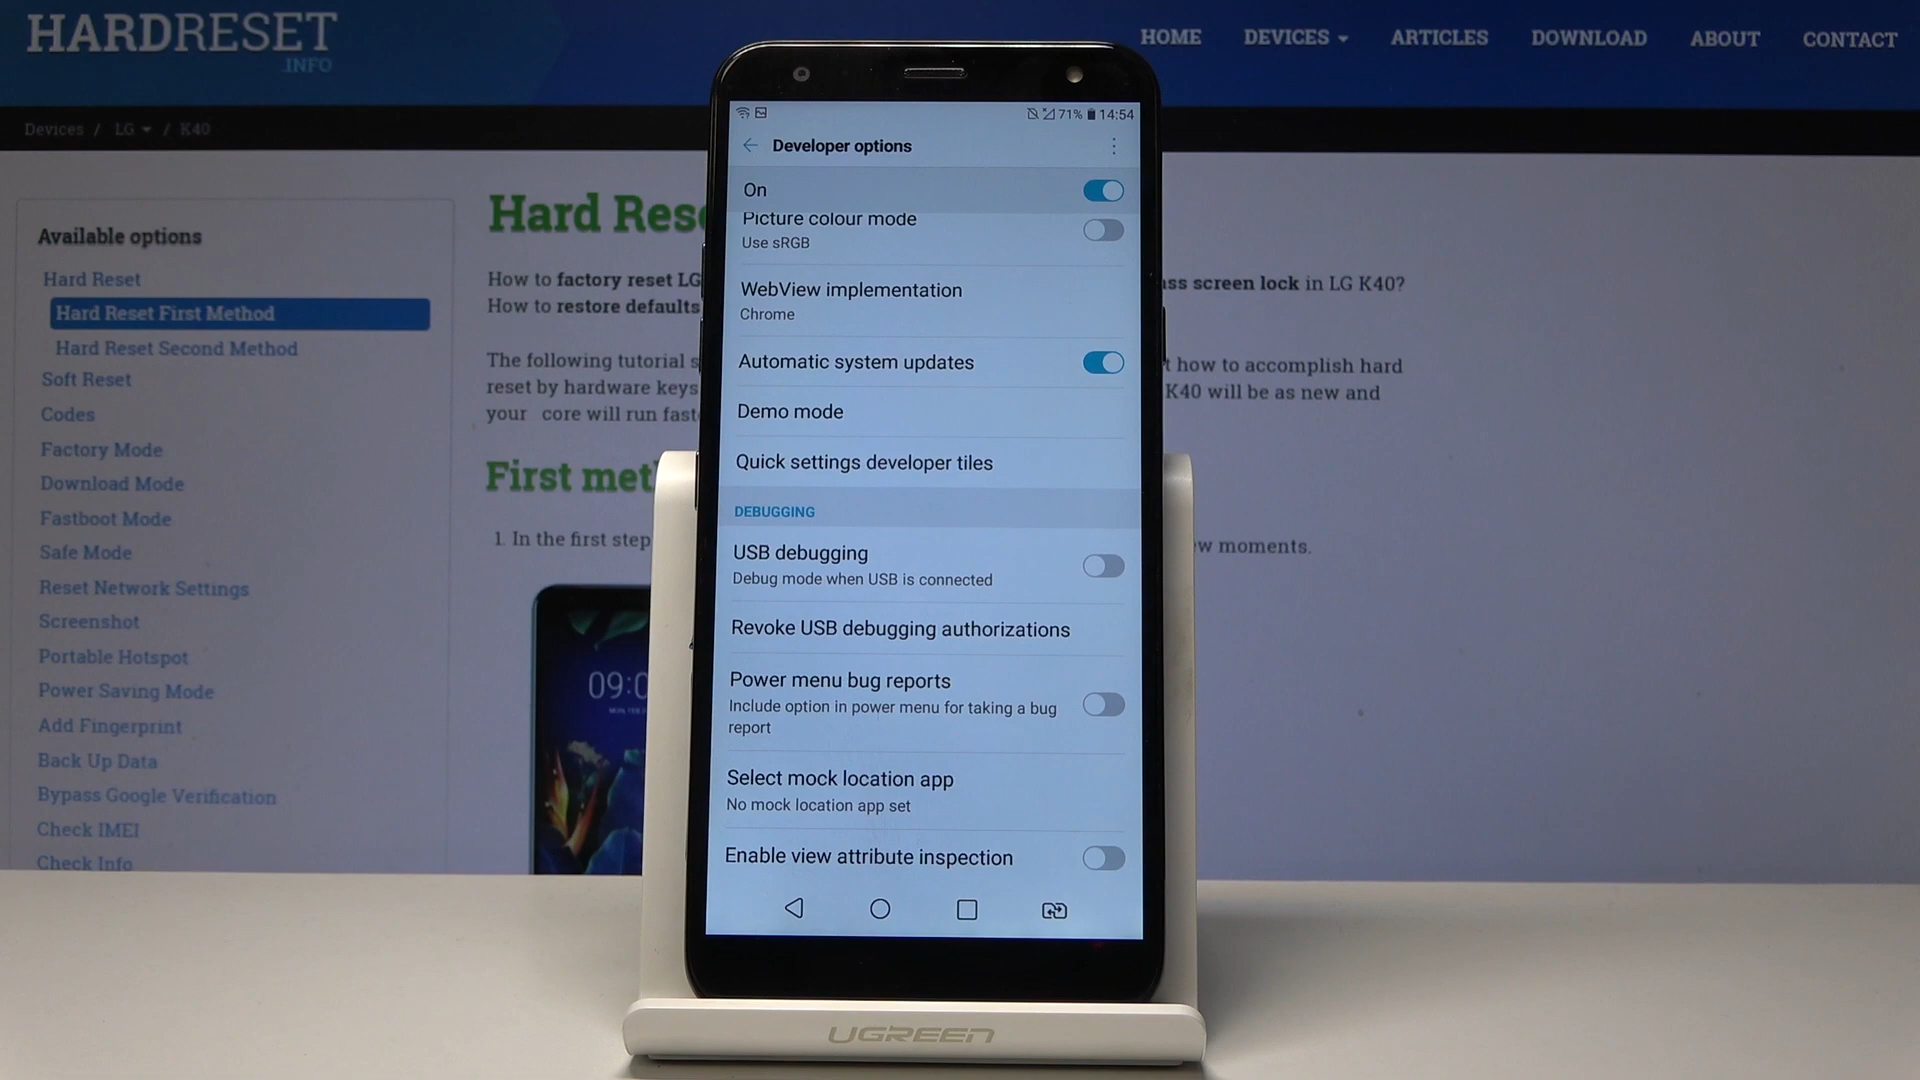 HARDRESET
.INFO
HOME DEVICES ARTICLES DOWNLOAD ABOUT CONTACT
Devices / LG / K40
Available options
Hard Reset
Hard Reset First Method
Hard Reset Second Method
Soft Reset
Codes
Factory Mode
Download Mode
Fastboot Mode
Safe Mode
Reset Network Settings
Screenshot
Portable Hotspot
Power Saving Mode
Add Fingerprint
Back Up Data
Bypass Google Verification
Check IMEI
Check Info
Hard Res
How to factory reset LG
ss screen lock in LG K40?
How to restore defaults
The following tutorial s
t how to accomplish hard
reset by hardware keys
K40 will be as new and
your core will run fast
First met
1. In the first step
w moments.
09:0
71% 14:54
Developer options
On
Picture colour mode
Use sRGB
WebView implementation
Chrome
Automatic system updates
Demo mode
Quick settings developer tiles
DEBUGGING
USB debugging
Debug mode when USB is connected
Revoke USB debugging authorizations
Power menu bug reports
Include option in power menu for taking a bug
report
Select mock location app
No mock location app set
Enable view attribute inspection
UGREEN